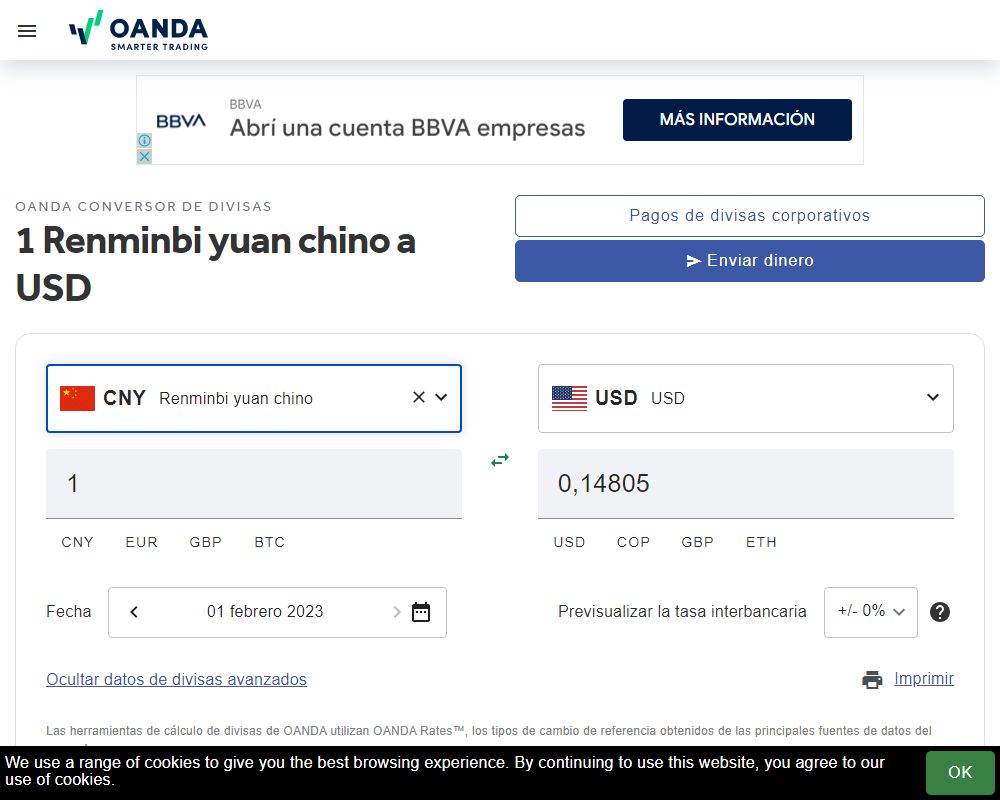 OANDA
SMARTER TRADING
BBVA
BBVA
Abrí una cuenta BBVA empresas
MÁS INFORMACIÓN
OANDA CONVERSOR DE DIVISAS
1 Renminbi yuan chino a
USD
Pagos de divisas corporativos
Enviar dinero
CNY Renminbi yuan chino
USD USD
1
0,14805
CNY EUR GBP BTC
USD COP GBP ETH
Fecha
01 febrero 2023
Previsualizar la tasa interbancaria
+/- 0%
Ocultar datos de divisas avanzados
Imprimir
Las herramientas de cálculo de divisas de OANDA utilizan OANDA Rates™, los tipos de cambio de referencia obtenidos de las principales fuentes de datos del
We use a range of cookies to give you the best browsing experience. By continuing to use this website, you agree to our
use of cookies.
OK